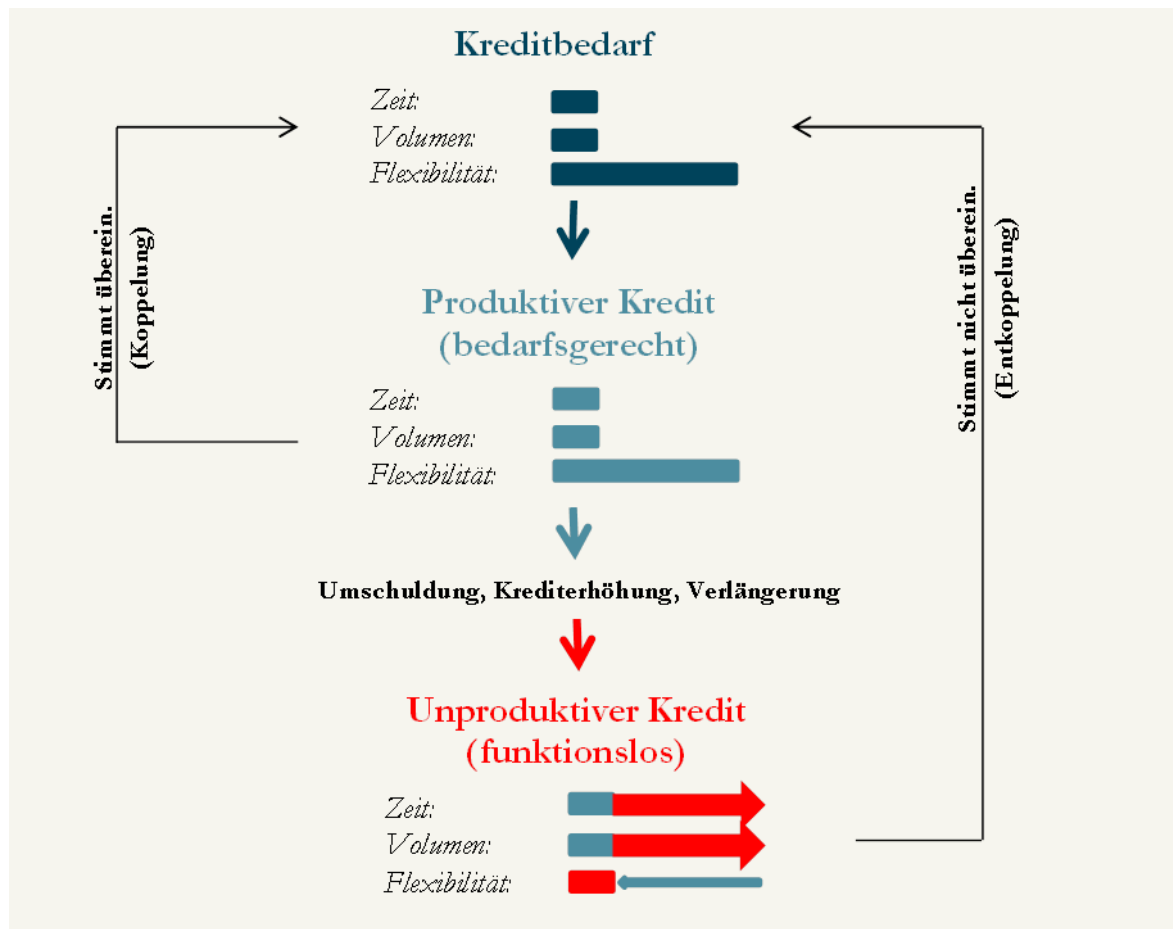 Kreditbedarf
Zeit:
Volumen:
Flexibilität:
Stimmt überein.
(Koppelung)
Stimmt nicht überein.
(Entkoppelung)
Produktiver Kredit
(bedarfsgerecht)
Zeit:
Volumen:
Flexibilität:
Umschuldung, Krediterhöhung, Verlängerung
Unproduktiver Kredit
(funktionslos)
Zeit:
Volumen:
Flexibilität: